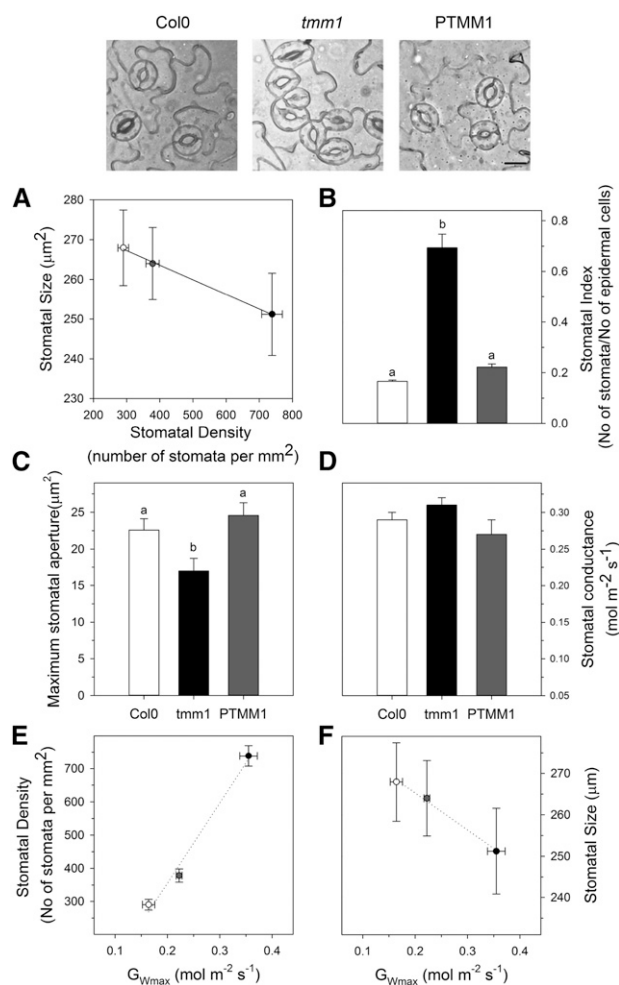 Col0 tmm1 PTMM1
A
280
270
260
250
240
230
Stomatal Size (μm2)
200 300 400 500 600 700 800
Stomatal Density
(number of stomata per mm2)
B
a b a
0.8
0.6
0.4
0.2
0.0
Stomatal Index
(No of stomata/No of epidermal cells)
C
a b a
25
20
15
10
5
0
Maximum stomatal aperture(μm2)
Col0 tmm1 PTMM1
D
0.30
0.25
0.20
0.15
0.10
0.05
Stomatal conductance
(mol m-2 s-1)
Col0 tmm1 PTMM1
E
700
600
500
400
300
Stomatal Density
(No of stomata per mm2)
0.1 0.2 0.3 0.4
GWmax (mol m-2 s-1)
F
270
260
250
240
Stomatal Size (μm)
0.1 0.2 0.3 0.4
GWmax (mol m-2 s-1)